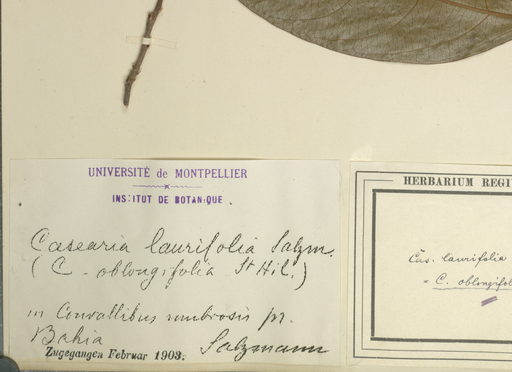 UNIVERSITÉ de MONTPELLIER
INSTITUT DE BOTANIQUE.
Casearia laurifolia Salzm.
(C. oblongifolia St Hil.)
in Convallibus umbrosis pr.
Bahia
Zugegangen Februar 1903. Salzmann
HERBARIUM REGI
Cas. laurifolia
= C. oblongifol